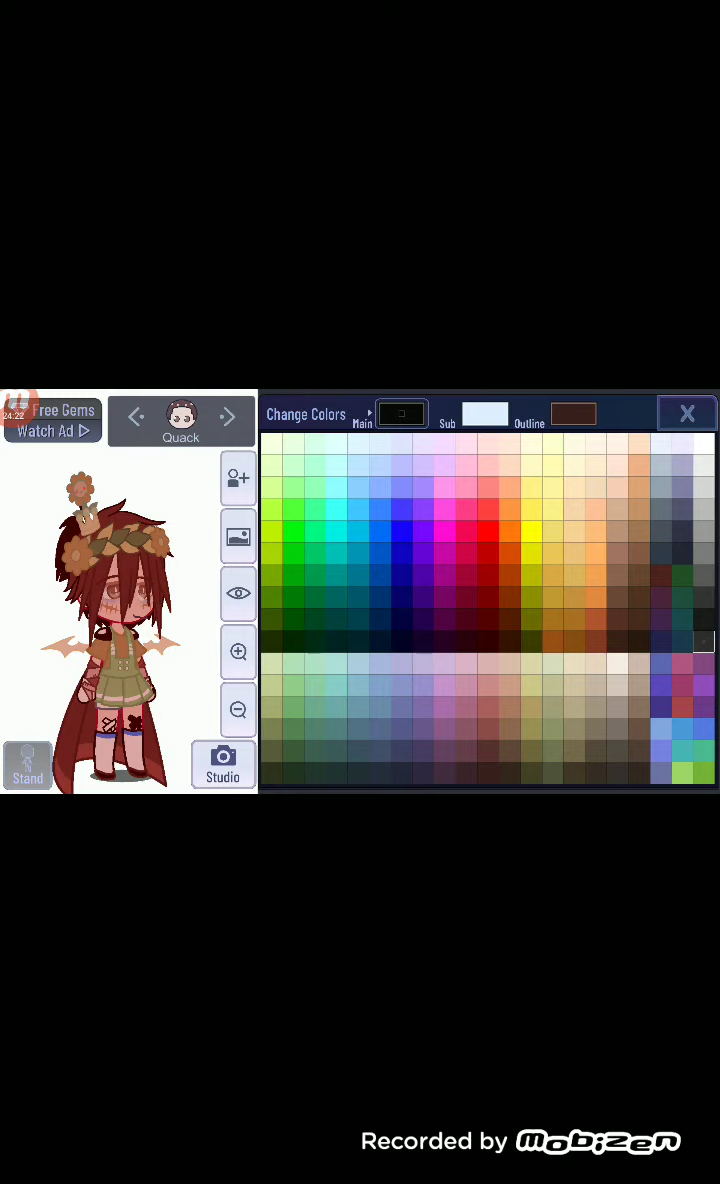 24:22
Free Gems
Watch Ad
Quack
Change Colors
Main
Sub
Outline
X
Stand
Studio
Recorded by mobizen